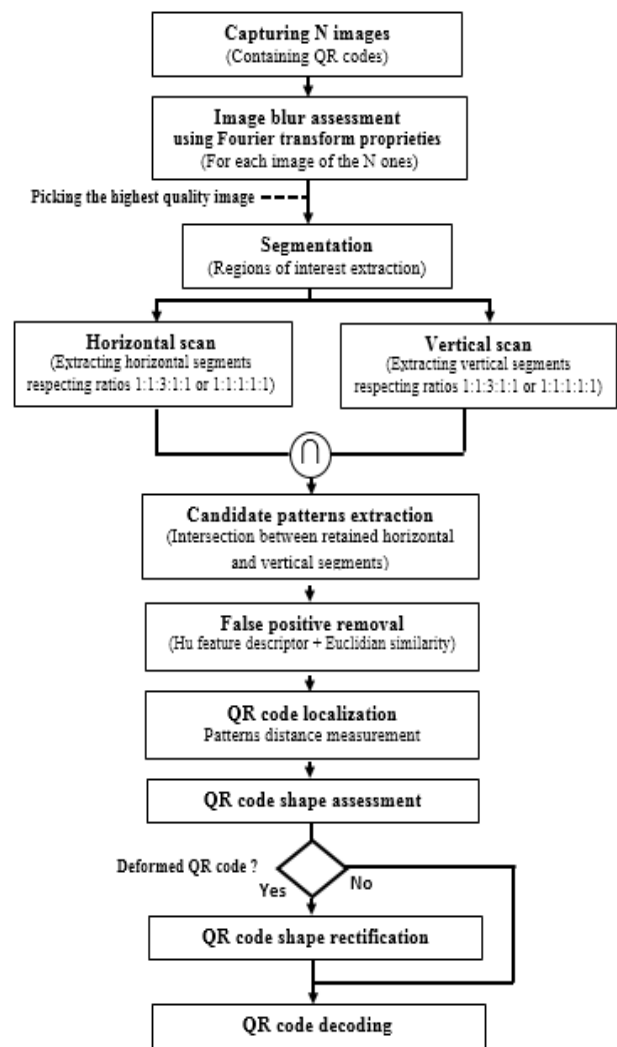 Capturing N images
(Containing QR codes)
Image blur assessment
using Fourier transform proprieties
(For each image of the N ones)
Picking the highest quality image
Segmentation
(Regions of interest extraction)
Horizontal scan
(Extracting horizontal segments
respecting ratios 1:1:3:1:1 or 1:1:1:1:1)
Vertical scan
(Extracting vertical segments
respecting ratios 1:1:3:1:1 or 1:1:1:1:1)
∩
Candidate patterns extraction
(Intersection between retained horizontal
and vertical segments)
False positive removal
(Hu feature descriptor + Euclidian similarity)
QR code localization
Patterns distance measurement
QR code shape assessment
Deformed QR code ?
Yes
No
QR code shape rectification
QR code decoding